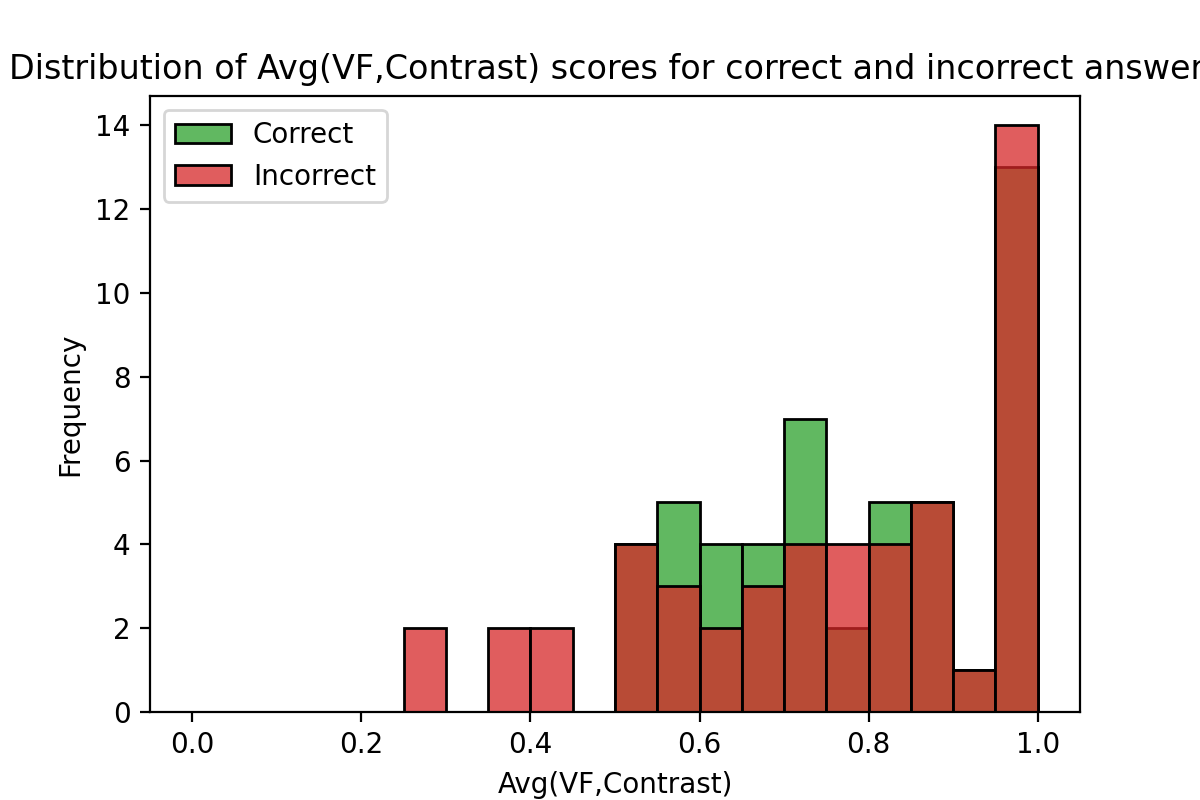 Distribution of Avg(VF,Contrast) scores for correct and incorrect answer
Correct
Incorrect
14
12
10
8
6
4
2
0
Frequency
0.0 0.2 0.4 0.6 0.8 1.0
Avg(VF,Contrast)